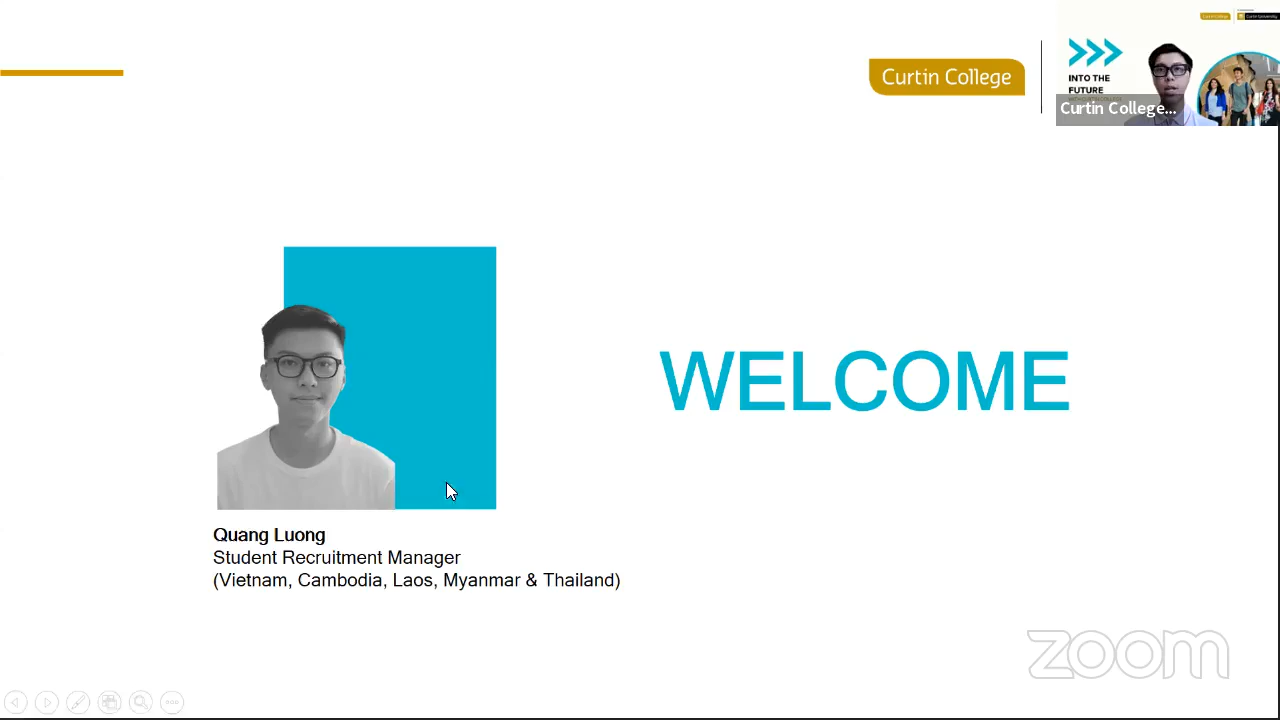 Curtin College
INTO THE
FUTURE
Curtin College...
WELCOME
Quang Luong
Student Recruitment Manager
(Vietnam, Cambodia, Laos, Myanmar & Thailand)
zoom